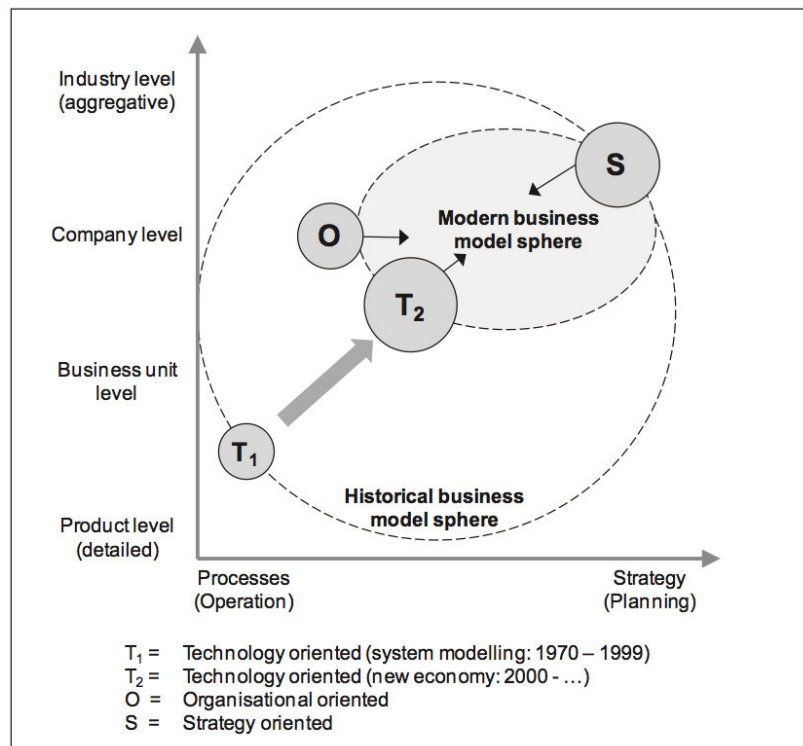 Industry level
(aggregative)
S
Modern business
model sphere
Company level
O
T₂
Business unit
level
T₁
Historical business
model sphere
Product level
(detailed)
Processes
(Operation)
Strategy
(Planning)
T₁ = Technology oriented (system modelling: 1970 – 1999)
T₂ = Technology oriented (new economy: 2000 - ...)
O = Organisational oriented
S = Strategy oriented